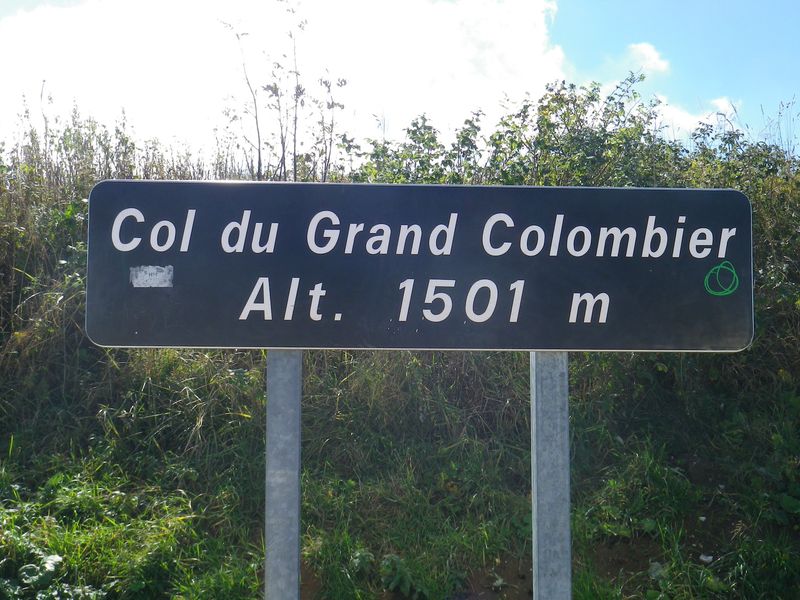 Col du Grand Colombier
Alt. 1501 m